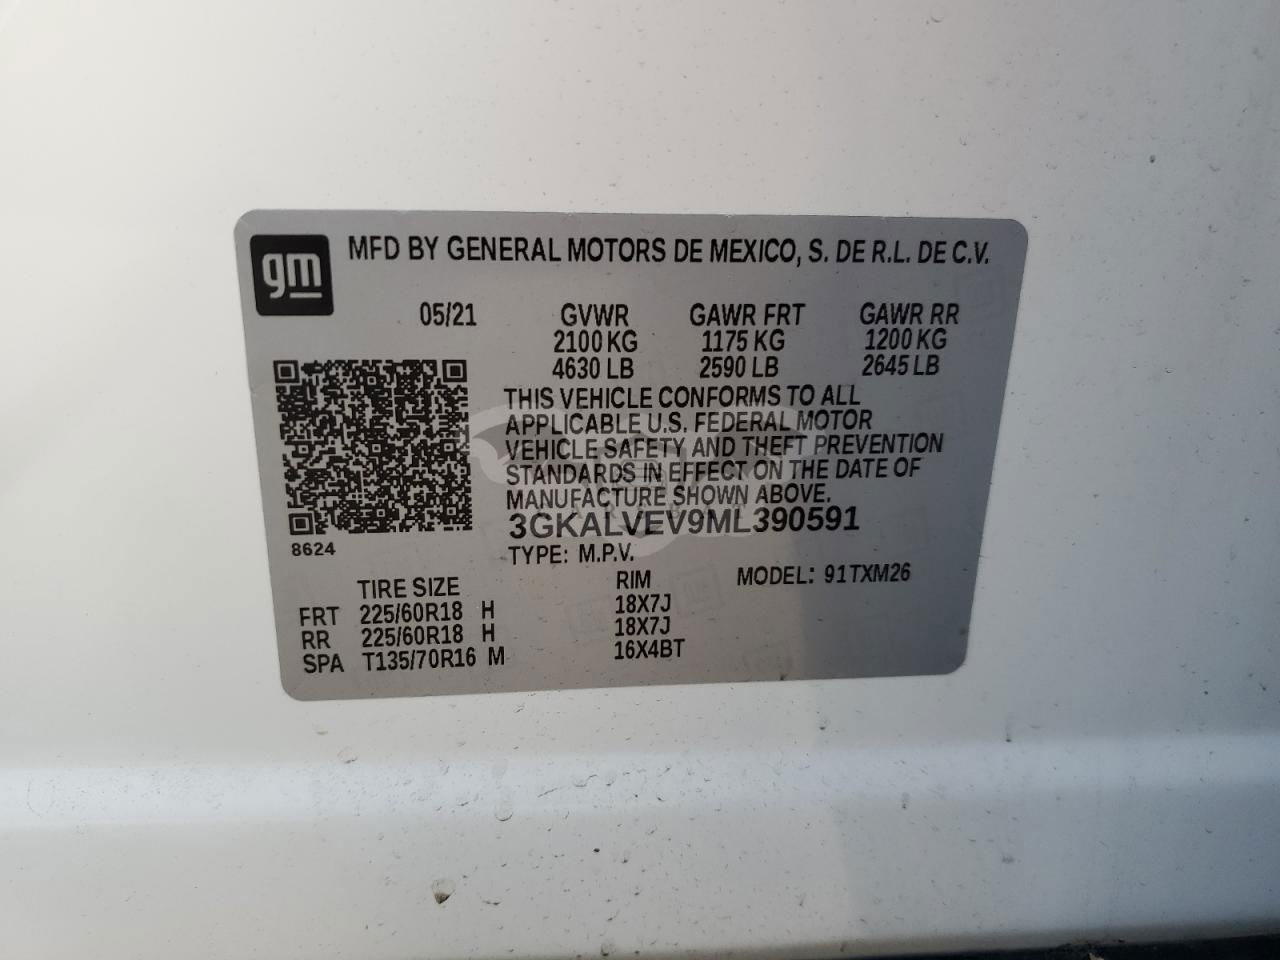 gm MFD BY GENERAL MOTORS DE MEXICO, S. DE R.L. DE C.V.
05/21 GVWR GAWR FRT GAWR RR
2100 KG 1175 KG 1200 KG
4630 LB 2590 LB 2645 LB
THIS VEHICLE CONFORMS TO ALL
APPLICABLE U.S. FEDERAL MOTOR
VEHICLE SAFETY AND THEFT PREVENTION
STANDARDS IN EFFECT ON THE DATE OF
MANUFACTURE SHOWN ABOVE.
3GKALVEV9ML390591
8624
TYPE: M.P.V.
TIRE SIZE RIM MODEL: 91TXM26
FRT 225/60R18 H 18X7J
RR 225/60R18 H 18X7J
SPA T135/70R16 M 16X4BT